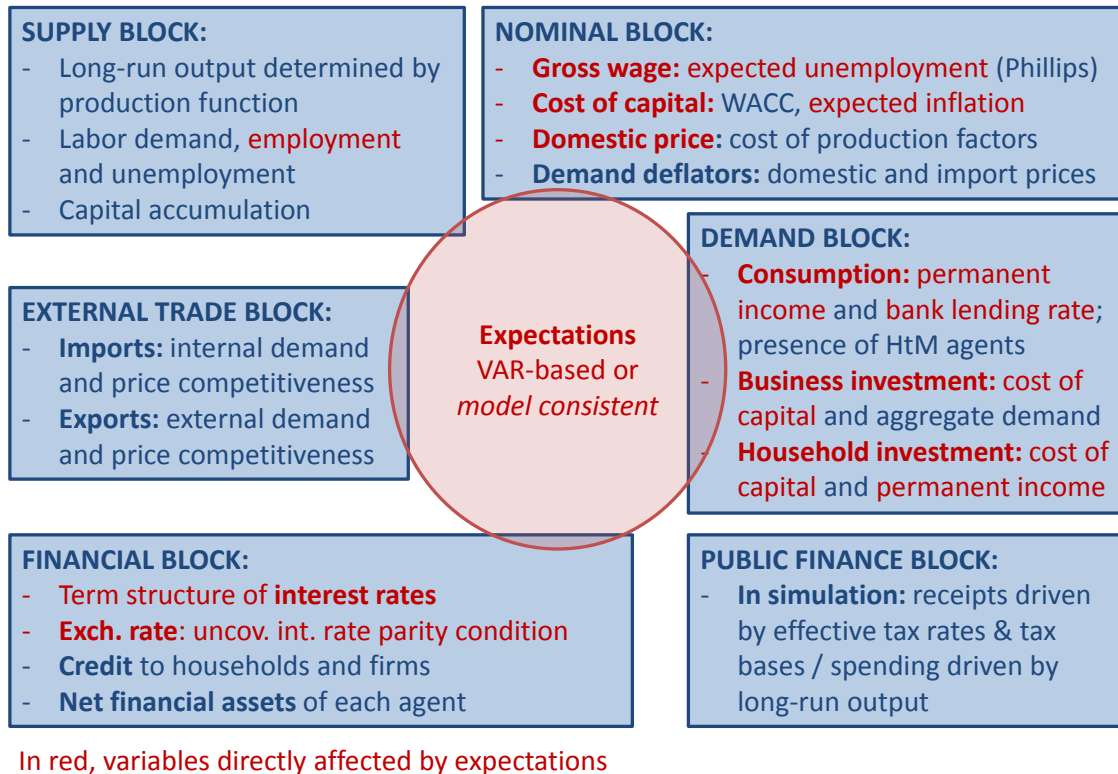 SUPPLY BLOCK:
- Long-run output determined by
production function
- Labor demand, employment
and unemployment
- Capital accumulation
NOMINAL BLOCK:
- Gross wage: expected unemployment (Phillips)
- Cost of capital: WACC, expected inflation
- Domestic price: cost of production factors
- Demand deflators: domestic and import prices
EXTERNAL TRADE BLOCK:
- Imports: internal demand
and price competitiveness
- Exports: external demand
and price competitiveness
Expectations
VAR-based or
model consistent
DEMAND BLOCK:
- Consumption: permanent
income and bank lending rate;
presence of HtM agents
- Business investment: cost of
capital and aggregate demand
- Household investment: cost of
capital and permanent income
FINANCIAL BLOCK:
- Term structure of interest rates
- Exch. rate: uncov. int. rate parity condition
- Credit to households and firms
- Net financial assets of each agent
PUBLIC FINANCE BLOCK:
- In simulation: receipts driven
by effective tax rates & tax
bases / spending driven by
long-run output
In red, variables directly affected by expectations